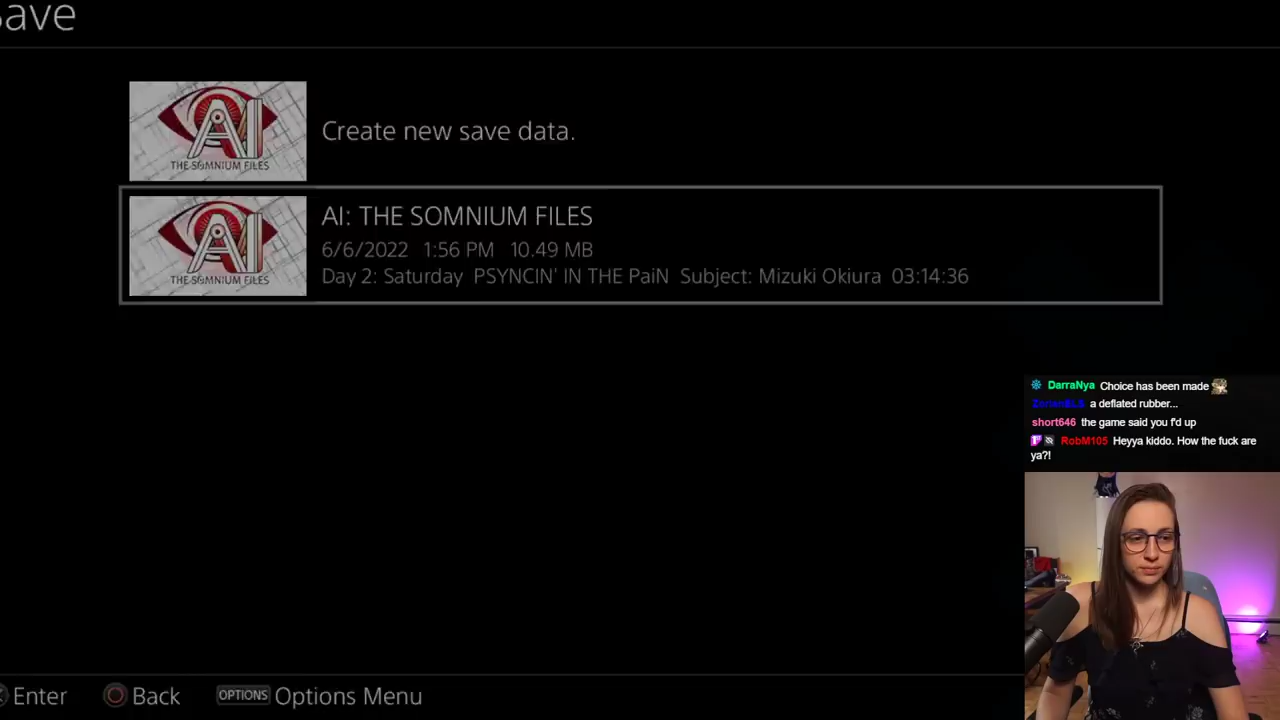 ave
AI
THE SOMNIUM FILES
Create new save data.
AI
THE SOMNIUM FILES
AI: THE SOMNIUM FILES
6/6/2022 1:56 PM 10.49 MB
Day 2: Saturday PSYNCIN' IN THE PaiN Subject: Mizuki Okiura 03:14:36
DarraNya Choice has been made
a deflated rubber...
short646 the game said you f'd up
RobM105 Heyya kiddo. How the fuck are
ya?!
Enter Back OPTIONS Options Menu